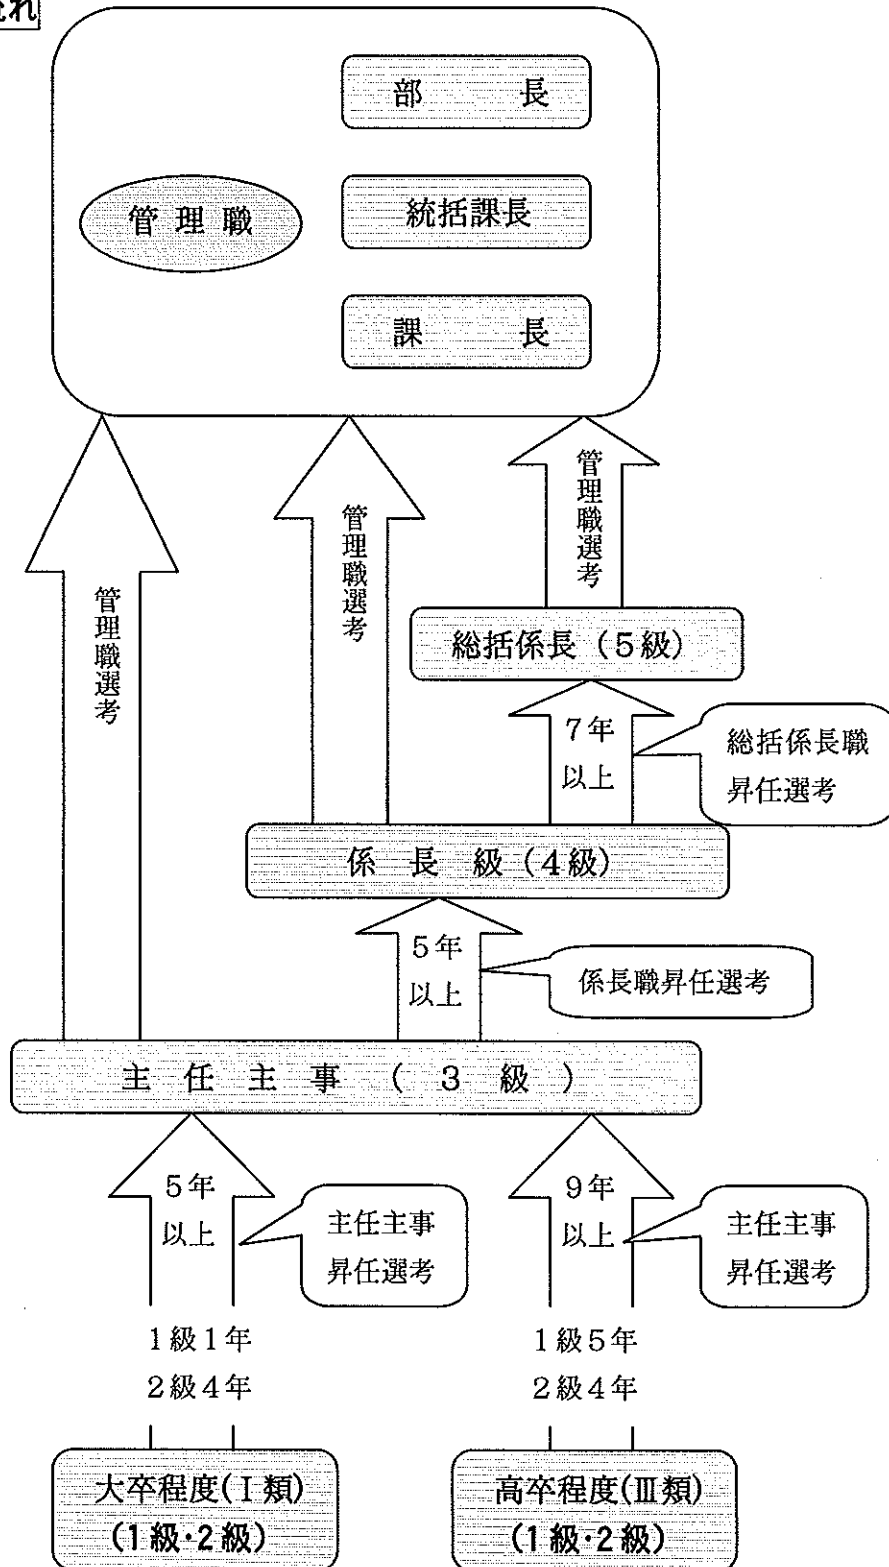 部　　長
管 理 職
統括課長
課　　長
管理職選考
管理職選考
管理職選考
総括係長（５級）
７年
以上
総括係長職
昇任選考
係 長 級（４級）
５年
以上
係長職昇任選考
主 任 主 事 （ ３ 級 ）
５年
以上
主任主事
昇任選考
９年
以上
主任主事
昇任選考
１級１年
２級４年
１級５年
２級４年
大卒程度(Ⅰ類)
(１級･２級)
高卒程度(Ⅲ類)
(１級･２級)